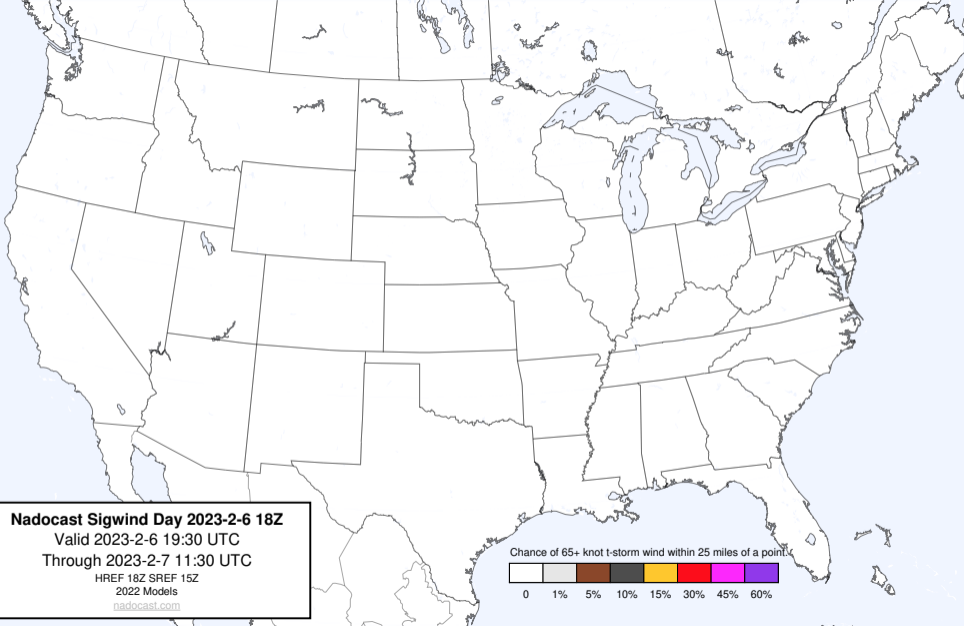 Nadocast Sigwind Day 2023-2-6 18Z
Valid 2023-2-6 19:30 UTC
Through 2023-2-7 11:30 UTC
HREF 18Z SREF 15Z
2022 Models
nadocast.com
Chance of 65+ knot t-storm wind within 25 miles of a point.
0 1% 5% 10% 15% 30% 45% 60%